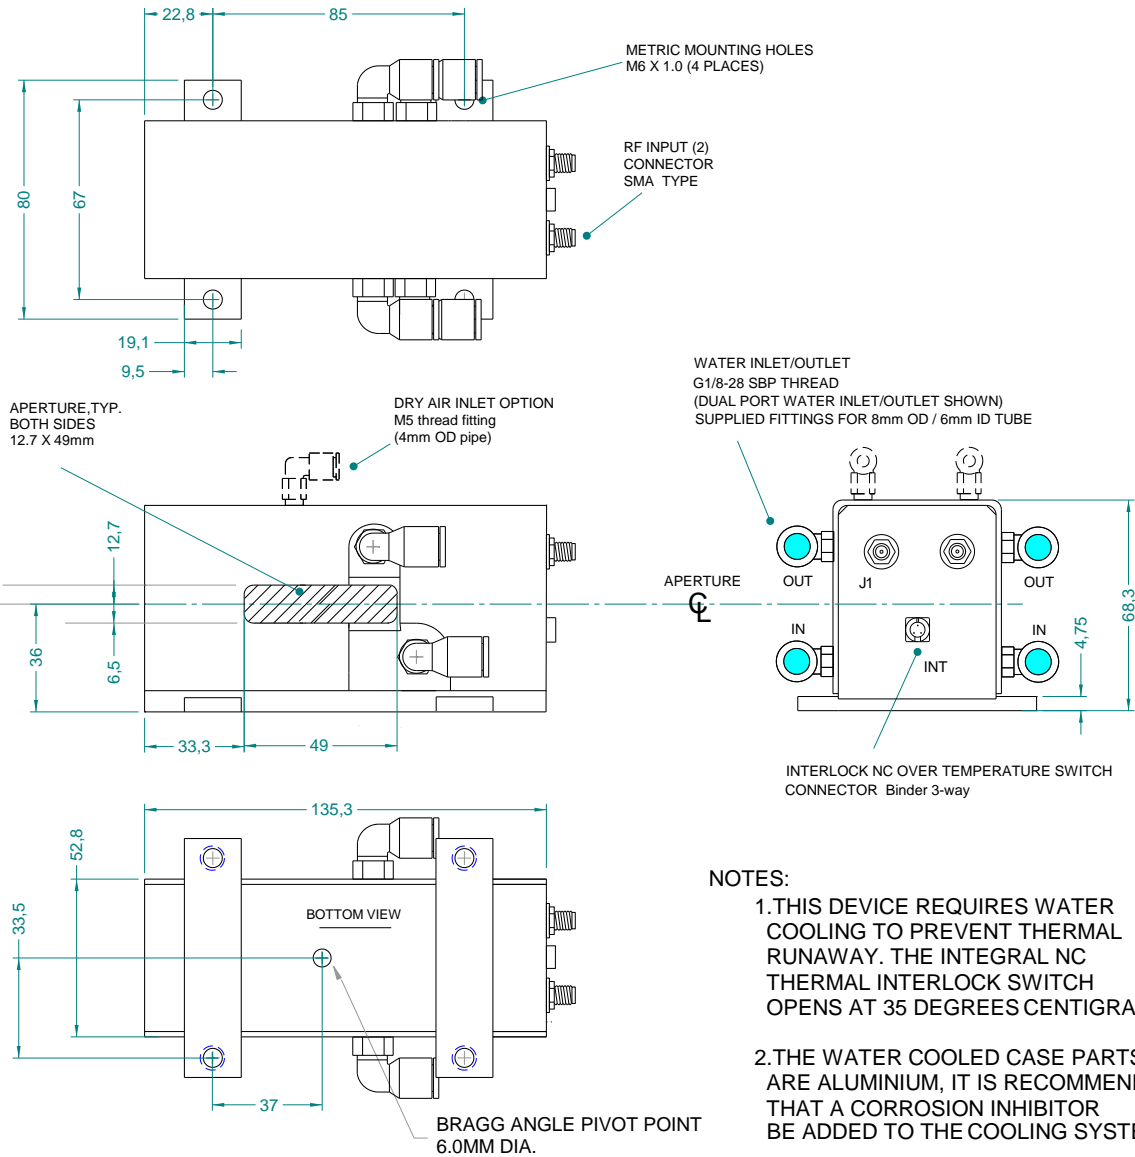 22,8
85
METRIC MOUNTING HOLES
M6 X 1.0 (4 PLACES)
RF INPUT (2)
CONNECTOR
SMA TYPE
80
67
19,1
9,5
WATER INLET/OUTLET
G1/8-28 SBP THREAD
(DUAL PORT WATER INLET/OUTLET SHOWN)
SUPPLIED FITTINGS FOR 8mm OD / 6mm ID TUBE
APERTURE,TYP.
BOTH SIDES
12.7 X 49mm
DRY AIR INLET OPTION
M5 thread fitting
(4mm OD pipe)
12,7
36
6,5
33,3
49
APERTURE
CL
OUT
J1
OUT
IN
IN
INT
4,75
68,3
INTERLOCK NC OVER TEMPERATURE SWITCH
CONNECTOR Binder 3-way
135,3
52,8
33,5
BOTTOM VIEW
37
BRAGG ANGLE PIVOT POINT
6.0MM DIA.
NOTES:
1.THIS DEVICE REQUIRES WATER
COOLING TO PREVENT THERMAL
RUNAWAY. THE INTEGRAL NC
THERMAL INTERLOCK SWITCH
OPENS AT 35 DEGREES CENTIGRA
2.THE WATER COOLED CASE PARTS
ARE ALUMINIUM, IT IS RECOMMEN
THAT A CORROSION INHIBITOR
BE ADDED TO THE COOLING SYSTE